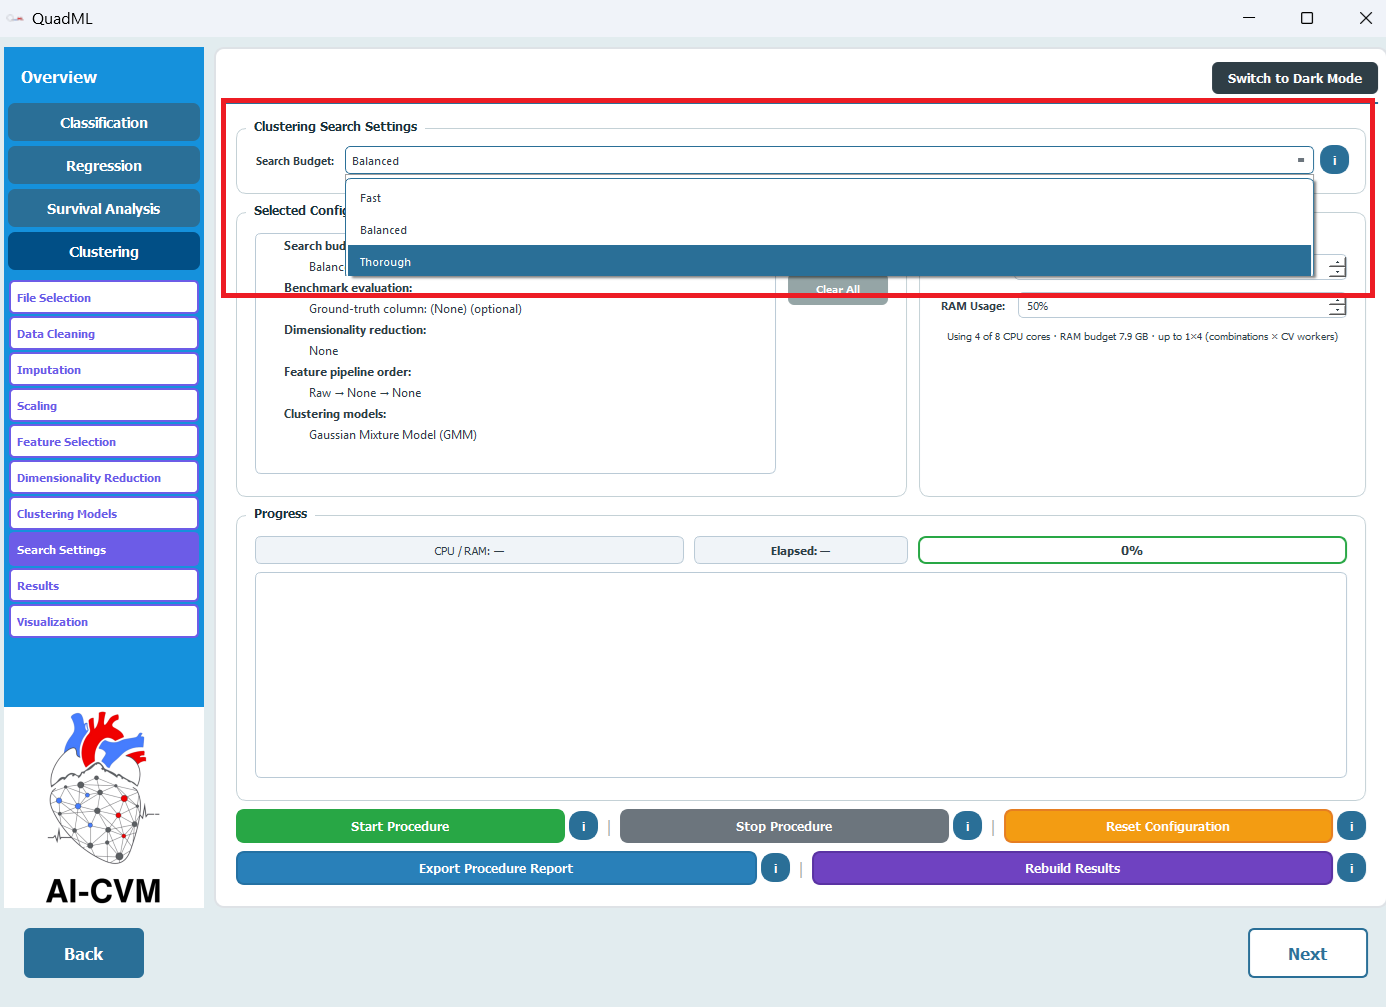 QuadML
Overview
Classification
Regression
Survival Analysis
Clustering
File Selection
Data Cleaning
Imputation
Scaling
Feature Selection
Dimensionality Reduction
Clustering Models
Search Settings
Results
Visualization
AI-CVM
Back
Switch to Dark Mode
Clustering Search Settings
Search Budget:
Balanced
i
Fast
Balanced
Thorough
Selected Config
Search bud
Balanc
Benchmark evaluation:
Ground-truth column: (None) (optional)
Dimensionality reduction:
None
Feature pipeline order:
Raw → None → None
Clustering models:
Gaussian Mixture Model (GMM)
Clear All
RAM Usage:
50%
Using 4 of 8 CPU cores · RAM budget 7.9 GB · up to 1×4 (combinations × CV workers)
Progress
CPU / RAM: —
Elapsed: —
0%
Start Procedure
i
|
Stop Procedure
i
|
Reset Configuration
i
Export Procedure Report
i
|
Rebuild Results
i
Next